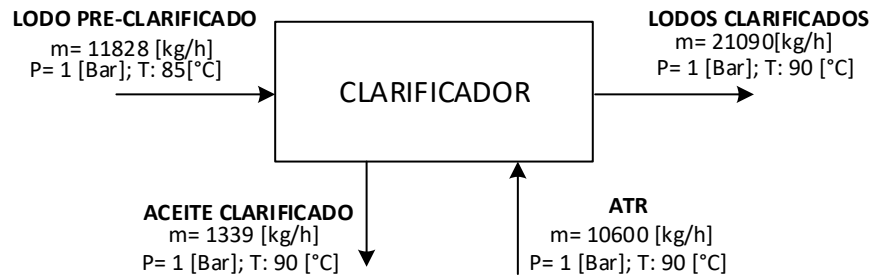 LODO PRE-CLARIFICADO
m= 11828 [kg/h]
P= 1 [Bar]; T: 85[°C]
CLARIFICADOR
LODOS CLARIFICADOS
m= 21090[kg/h]
P= 1 [Bar]; T: 90 [°C]
ACEITE CLARIFICADO
m= 1339 [kg/h]
P= 1 [Bar]; T: 90 [°C]
ATR
m= 10600 [kg/h]
P= 1 [Bar]; T: 90 [°C]